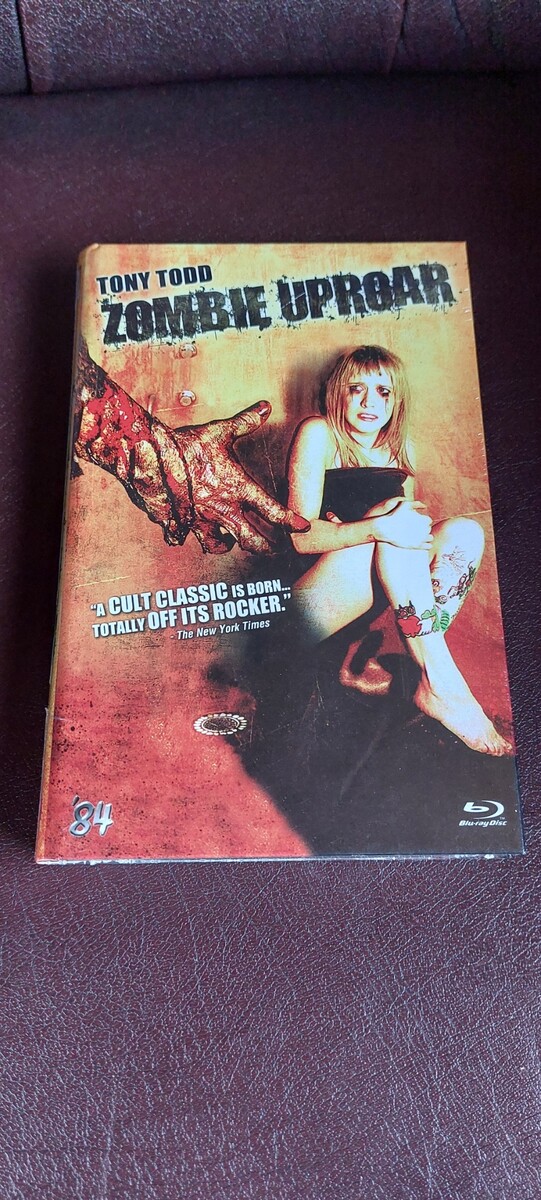 TONY TODD
ZOMBIE UPROAR
"A CULT CLASSIC IS BORN...
TOTALLY OFF ITS ROCKER."
- The New York Times
'84
Blu-ray Disc